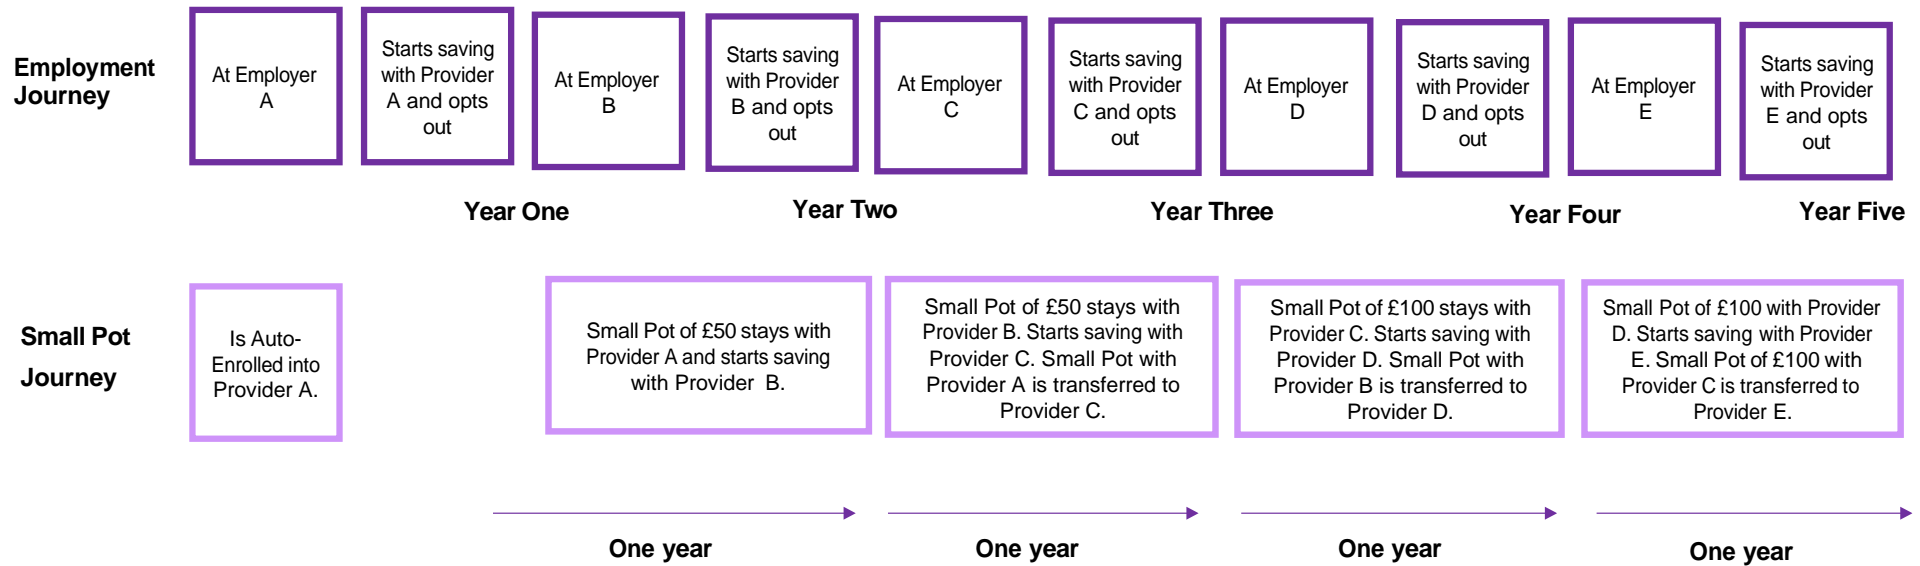 Employment
Journey
At Employer
A
Starts saving
with Provider
A and opts
out
At Employer
B
Starts saving
with Provider
B and opts
out
At Employer
C
Starts saving
with Provider
C and opts
out
At Employer
D
Starts saving
with Provider
D and opts
out
At Employer
E
Starts saving
with Provider
E and opts
out
Year One
Year Two
Year Three
Year Four
Year Five
Small Pot
Journey
Is Auto-
Enrolled into
Provider A.
Small Pot of £50 stays with
Provider A and starts saving
with Provider B.
Small Pot of £50 stays with
Provider B. Starts saving with
Provider C. Small Pot with
Provider A is transferred to
Provider C.
Small Pot of £100 stays with
Provider C. Starts saving with
Provider D. Small Pot with
Provider B is transferred to
Provider D.
Small Pot of £100 with Provider
D. Starts saving with Provider
E. Small Pot of £100 with
Provider C is transferred to
Provider E.
One year
One year
One year
One year